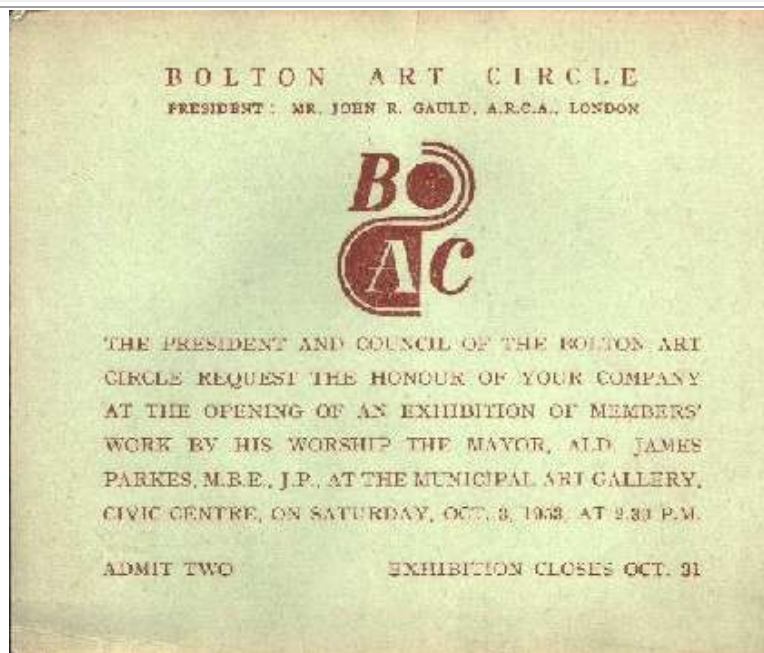 BOLTON ART CIRCLE
PRESIDENT: MR. JOHN R. GAULD, A.R.C.A., LONDON
BO
AC
THE PRESIDENT AND COUNCIL OF THE BOLTON ART
CIRCLE REQUEST THE HONOUR OF YOUR COMPANY
AT THE OPENING OF AN EXHIBITION OF MEMBERS'
WORK BY HIS WORSHIP THE MAYOR, ALD. JAMES
PARKES, M.B.E., J.P., AT THE MUNICIPAL ART GALLERY,
CIVIC CENTRE, ON SATURDAY, OCT. 3, 1953, AT 2.30 P.M.
ADMIT TWO EXHIBITION CLOSES OCT. 31